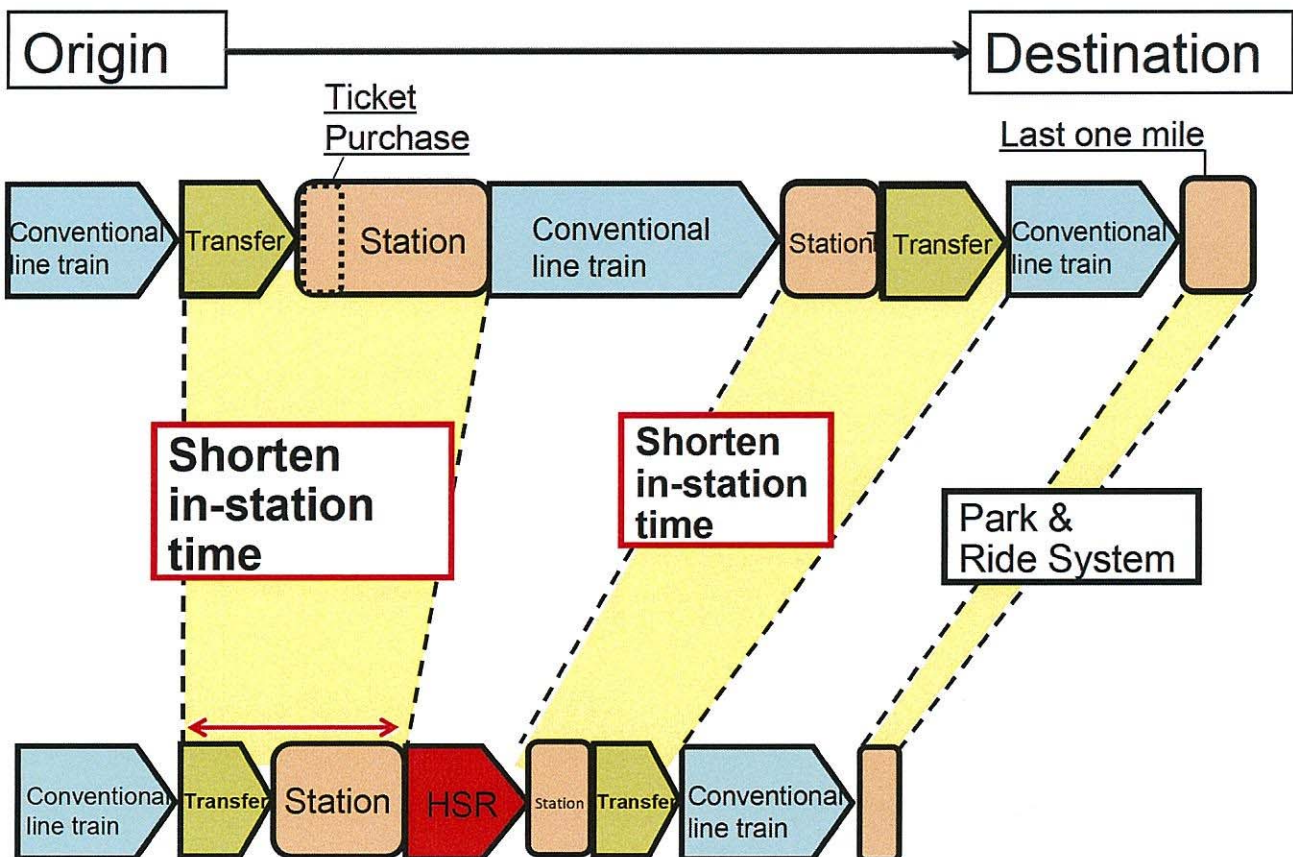 Origin
Destination
Ticket
Purchase
Last one mile
Conventional
line train
Transfer
Station
Conventional
line train
Station
Transfer
Conventional
line train
Shorten
in-station
time
Shorten
in-station
time
Park &
Ride System
Conventional
line train
Transfer
Station
HSR
Station
Transfer
Conventional
line train